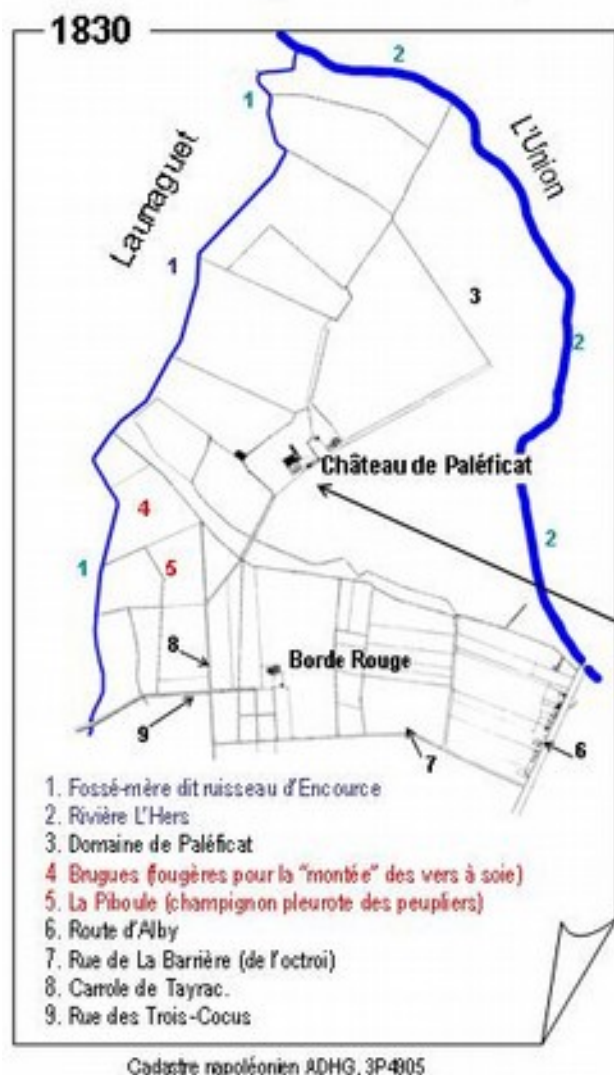 1830
2
1
Launaguet
L'Union
1
3
2
Château de Paléficat
4
2
1
5
8
Borde Rouge
9
7
6
1. Fossé-mère dit ruisseau d'Encource
2. Rivière L'Hers
3. Domaine de Paléficat
4 Brugues (fougères pour la "montée" des vers à soie)
5. La Piboule (champignon pleurote des peupliers)
6. Route d'Alby
7. Rue de La Barrière (de l'octroi)
8. Carrole de Tayrac.
9. Rue des Trois-Cocus
Cadastre napoléonien ADHG, 3P4805